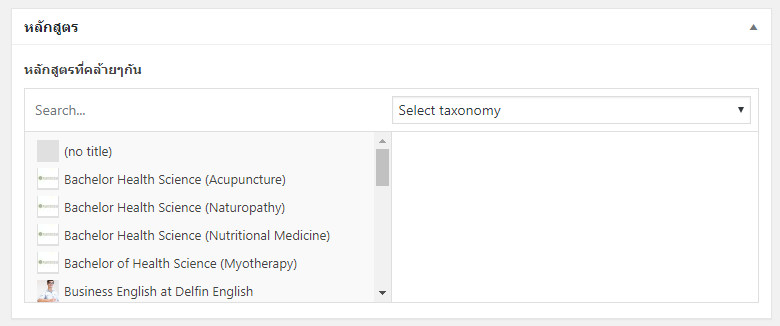 หลักสูตร
หลักสูตรที่คล้ายๆกัน
Search...
Select taxonomy
(no title)
Bachelor Health Science (Acupuncture)
Bachelor Health Science (Naturopathy)
Bachelor Health Science (Nutritional Medicine)
Bachelor of Health Science (Myotherapy)
Business English at Delfin English